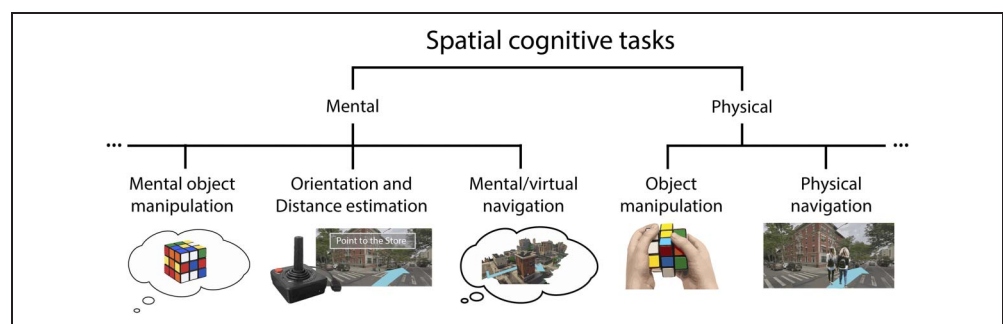 Spatial cognitive tasks
Mental
Physical
...
...
Mental object
manipulation
Orientation and
Distance estimation
Mental/virtual
navigation
Object
manipulation
Physical
navigation
Point to the Store